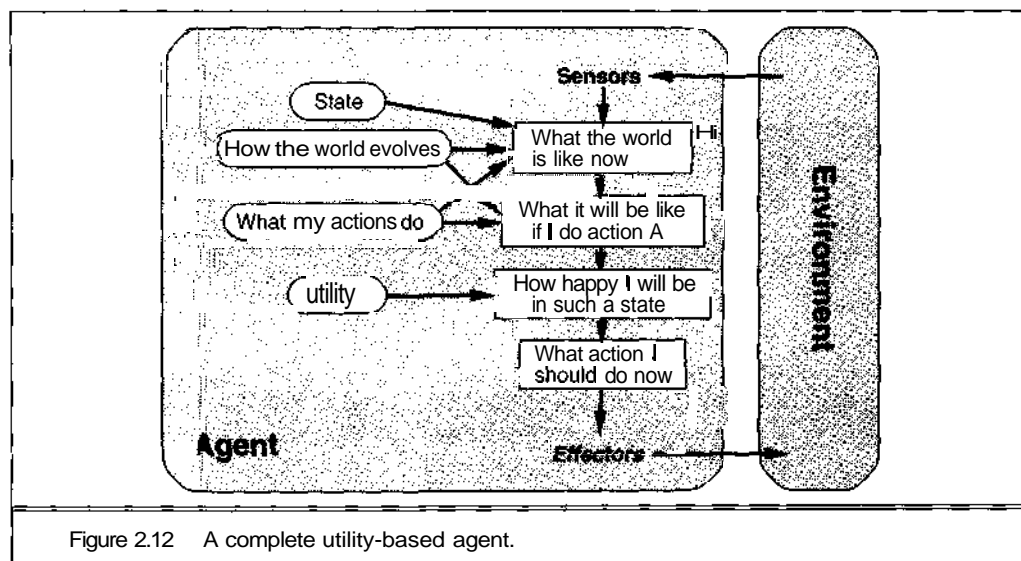 Sensors
State
What the world
is like now
How the world evolves
What it will be like
if I do action A
What my actions do
How happy I will be
in such a state
utility
What action I
should do now
Agent
Effectors
Environment
Figure 2.12 A complete utility-based agent.